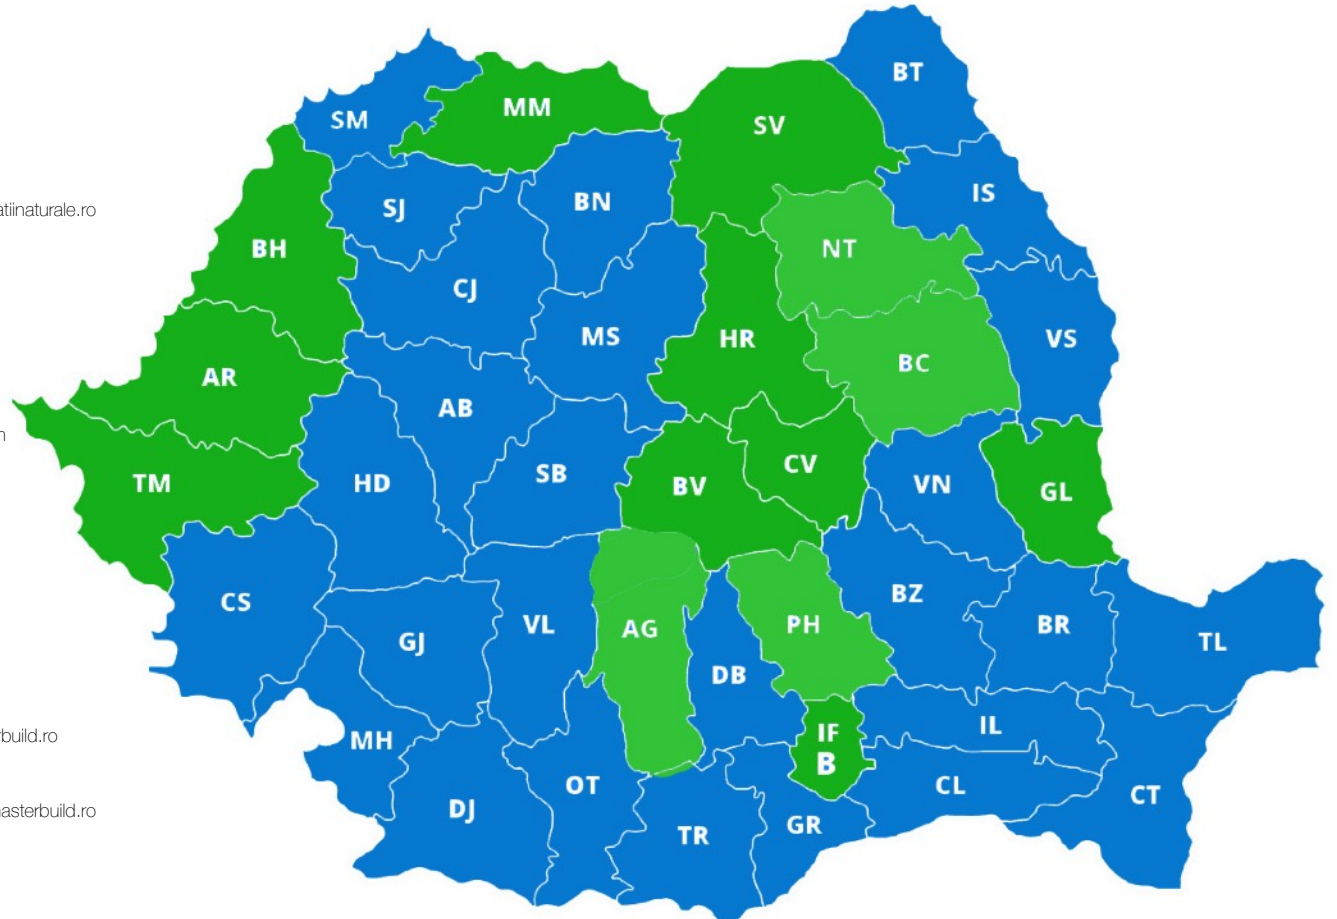 BT
MM
SM
SV
IS
atiinaturale.ro
SJ
BN
BH
NT
CJ
MS
HR
VS
BC
AR
AB
n
CV
SB
TM
HD
BV
VN
GL
BZ
CS
VL
AG
PH
BR
GJ
TL
DB
build.ro
MH
IF
IL
B
OT
CL
CT
nasterbuild.ro
DJ
TR
GR